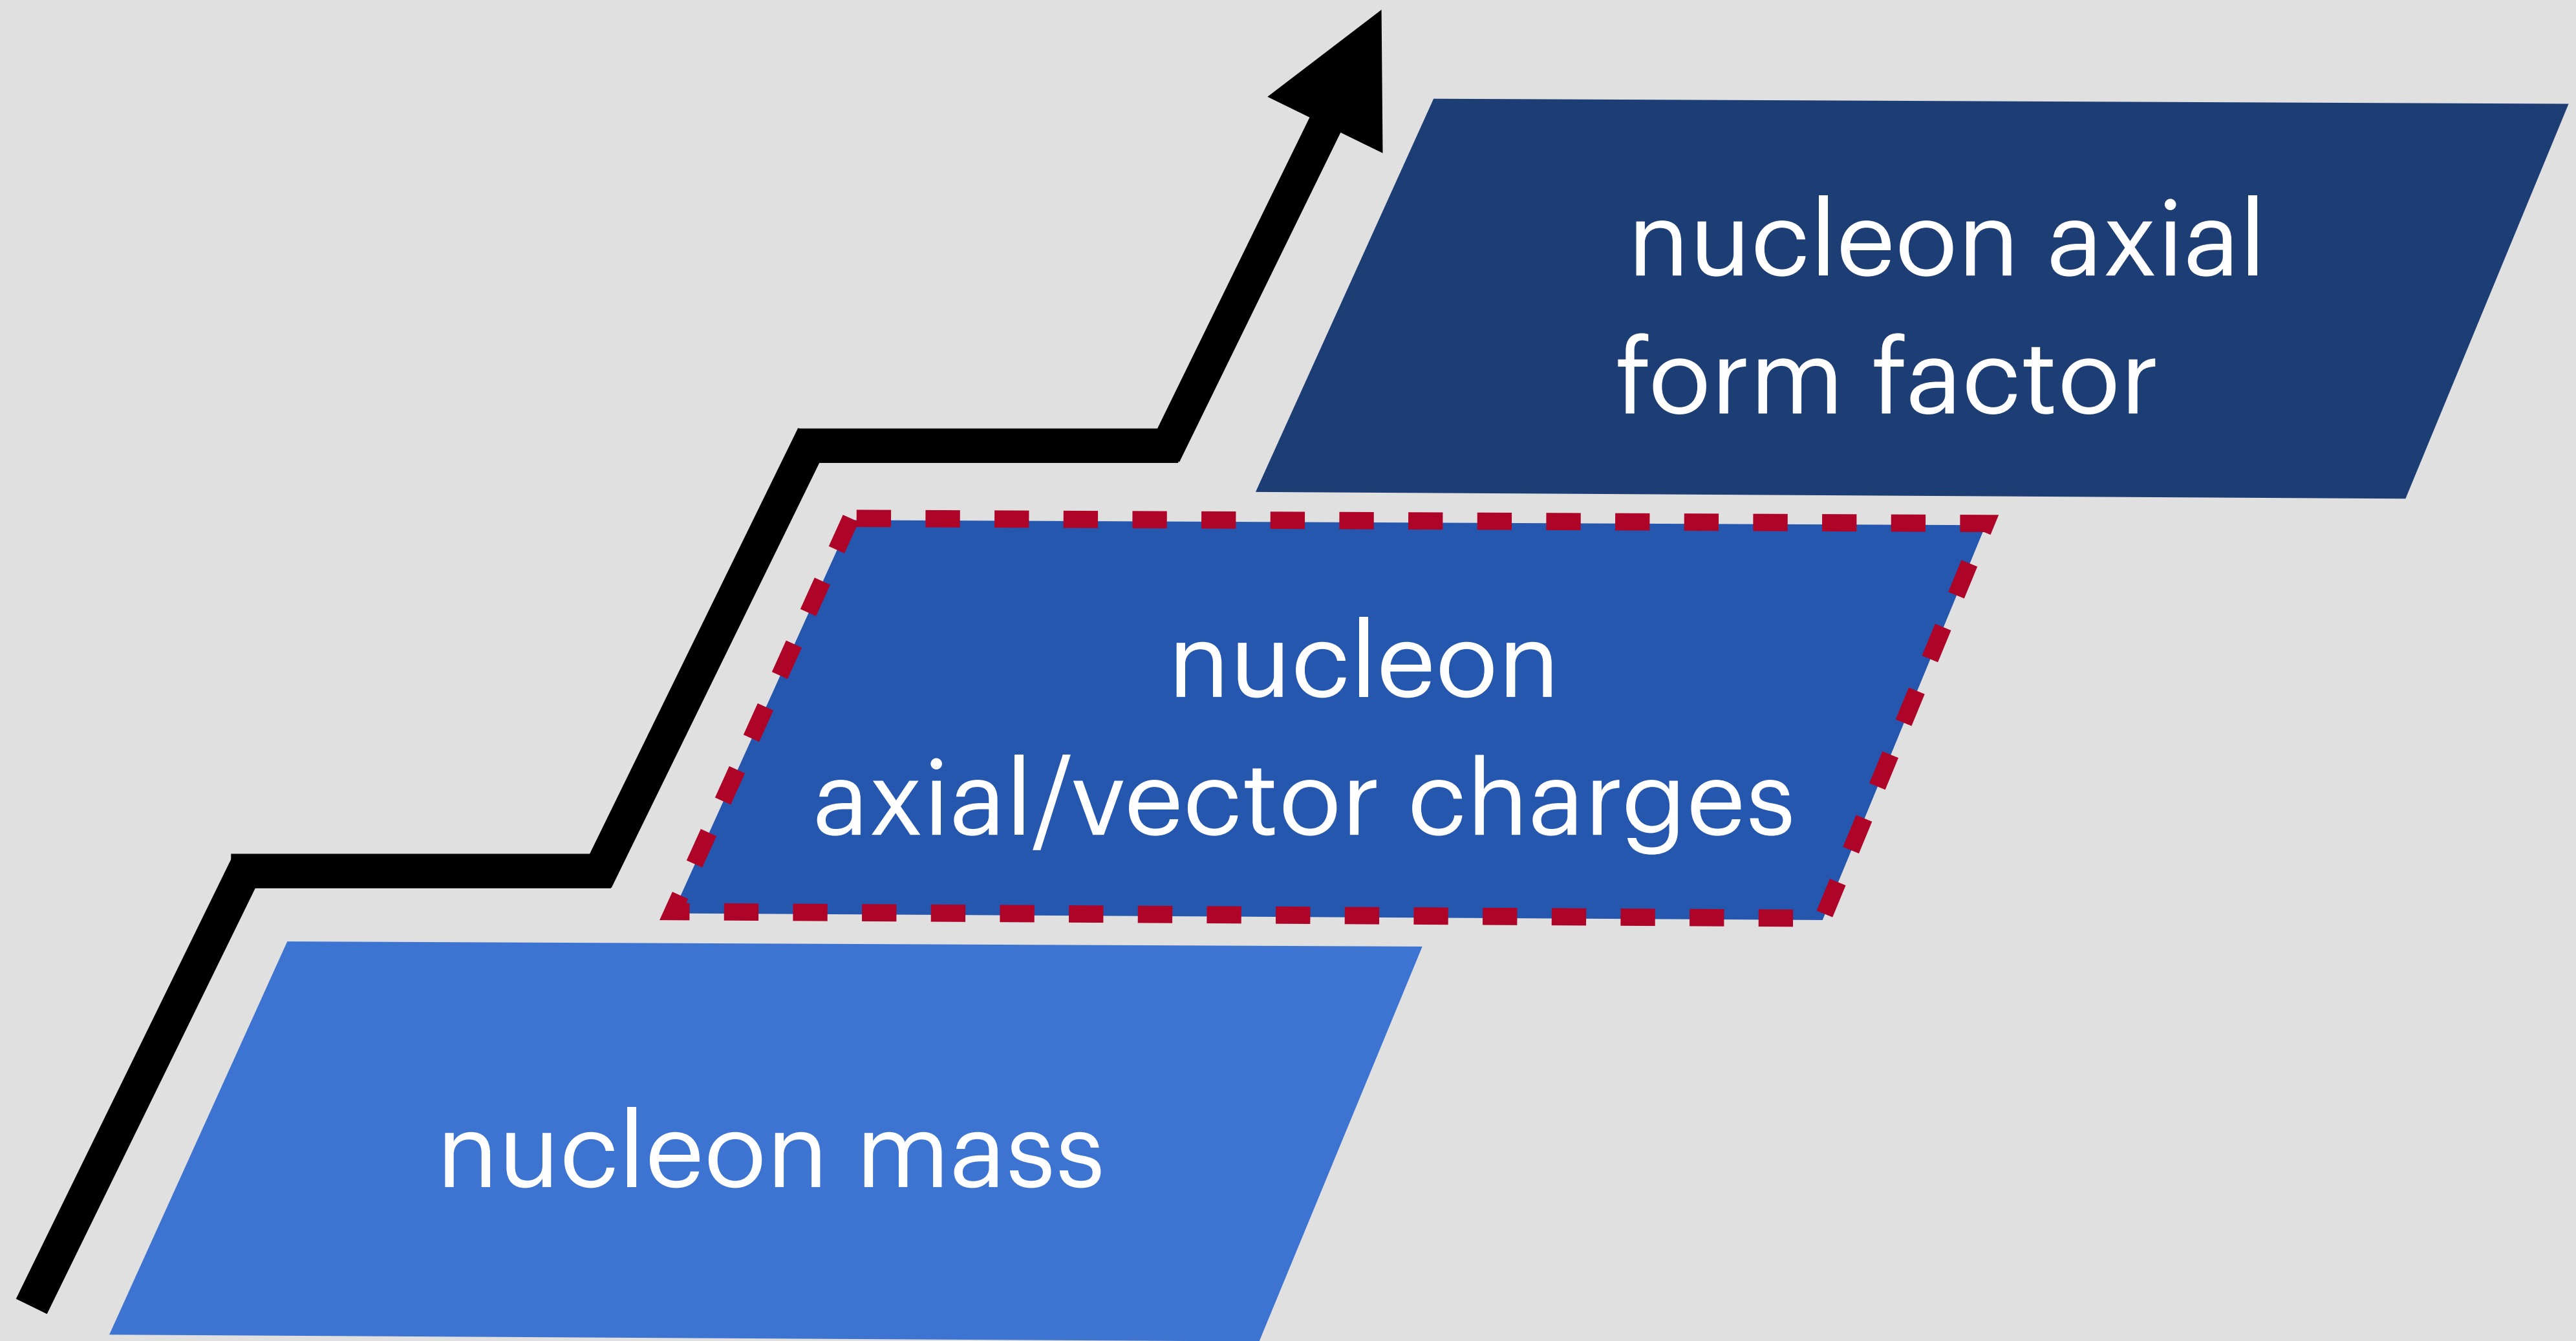 nucleon axial
form factor
nucleon
axial/vector charges
nucleon mass